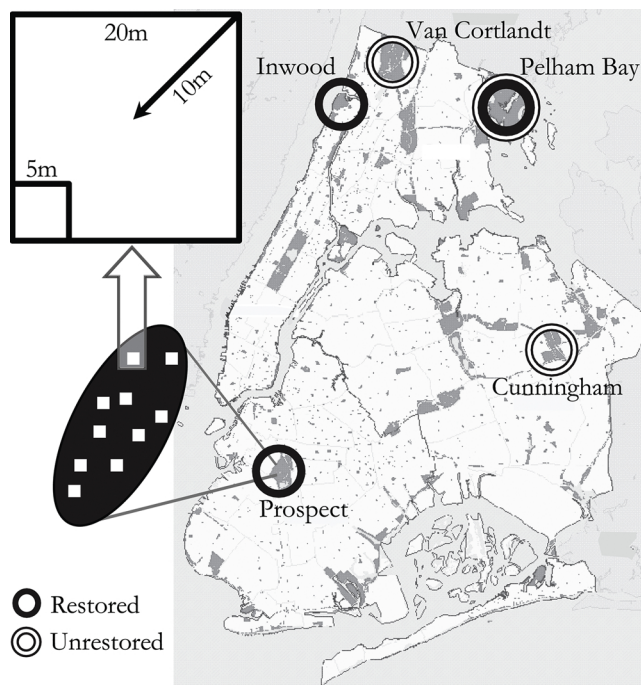 20m
10m
5m
Van Cortlandt
Inwood
Pelham Bay
Cunningham
Prospect
Restored
Unrestored